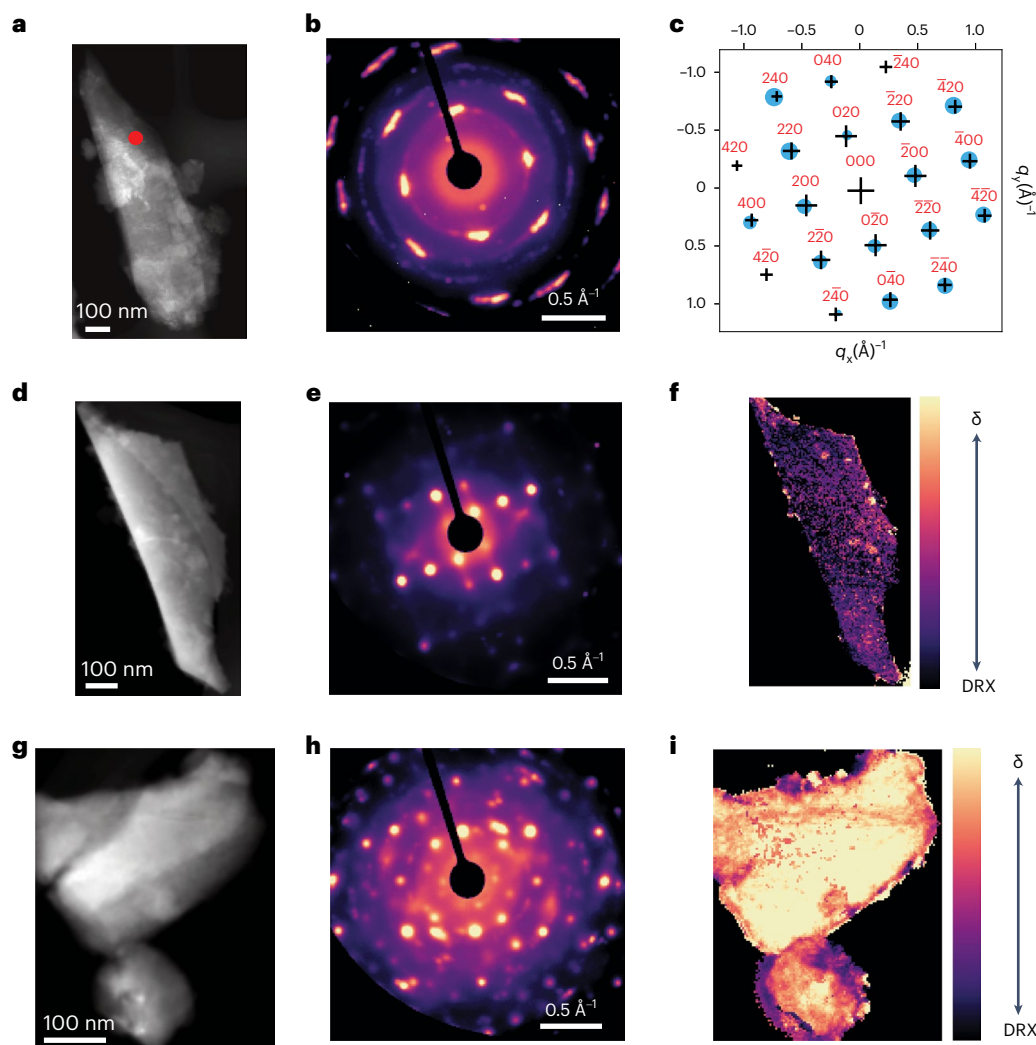 a
100 nm
b
0.5 Å⁻¹
c
−1.0 −0.5 0 0.5 1.0
−1.0
−0.5
0
0.5
1.0
040 2̄40
240 4̄20
020 2̄20
220
420 000 2̄00 4̄00
200
400 02̄0 2̄2̄0 4̄2̄0
22̄0
42̄0 04̄0 2̄4̄0
24̄0
qₓ(Å)⁻¹
q_y(Å)⁻¹
d
100 nm
e
0.5 Å⁻¹
f
δ
DRX
g
100 nm
h
0.5 Å⁻¹
i
δ
DRX